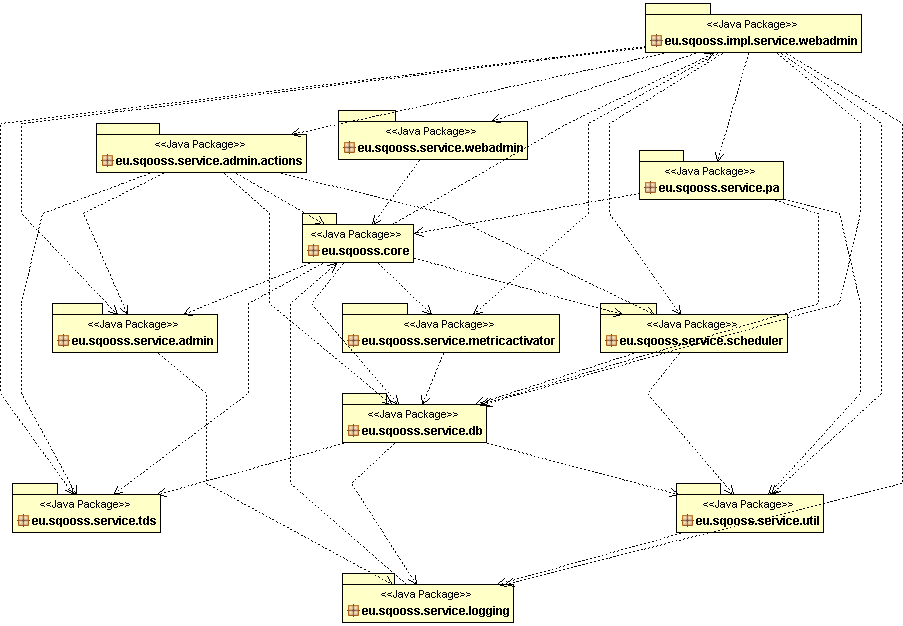 <<Java Package>>
eu.sqooss.impl.service.webadmin
<<Java Package>>
eu.sqooss.service.webadmin
<<Java Package>>
eu.sqooss.service.admin.actions
<<Java Package>>
eu.sqooss.service.pa
<<Java Package>>
eu.sqooss.core
<<Java Package>>
eu.sqooss.service.admin
<<Java Package>>
eu.sqooss.service.metricactivator
<<Java Package>>
eu.sqooss.service.scheduler
<<Java Package>>
eu.sqooss.service.db
<<Java Package>>
eu.sqooss.service.tds
<<Java Package>>
eu.sqooss.service.util
<<Java Package>>
eu.sqooss.service.logging